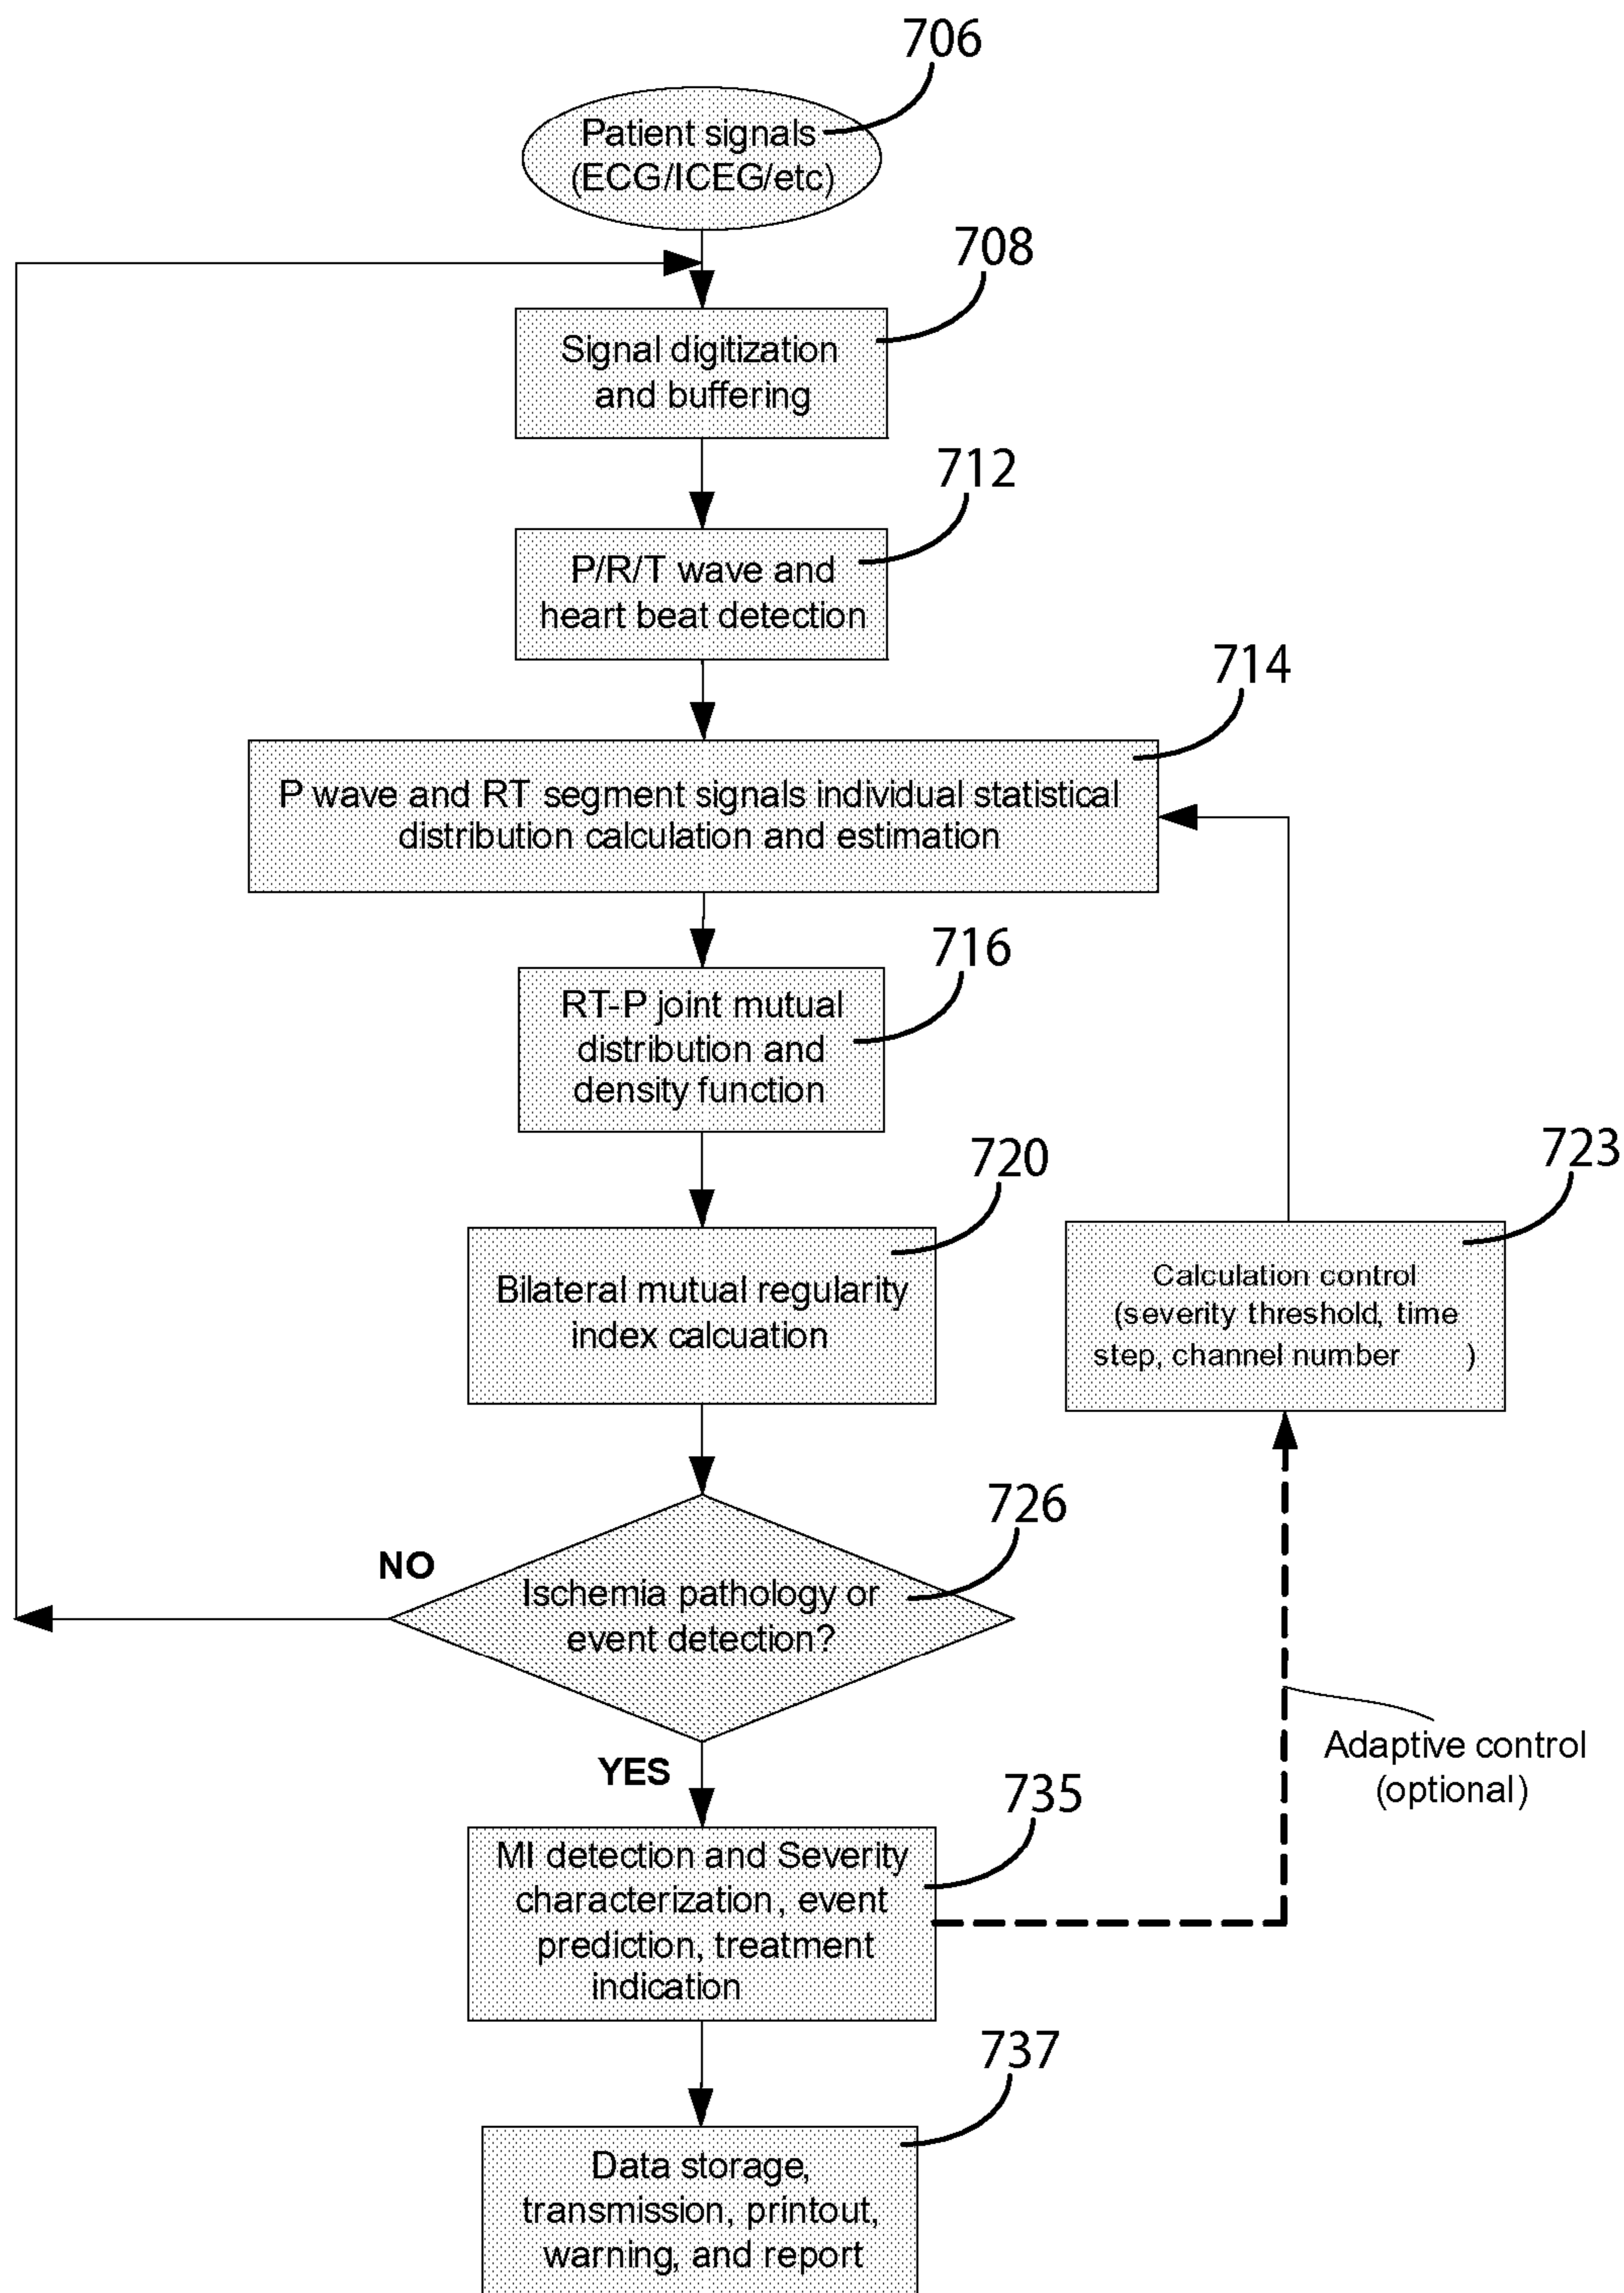 706
Patient signals
(ECG/ICEG/etc)
708
Signal digitization
and buffering
712
P/R/T wave and
heart beat detection
714
P wave and RT segment signals individual statistical
distribution calculation and estimation
716
RT-P joint mutual
distribution and
density function
720
Bilateral mutual regularity
index calcuation
723
Calculation control
(severity threshold, time
step, channel number )
726
NO
Ischemia pathology or
event detection?
YES
Adaptive control
(optional)
735
MI detection and Severity
characterization, event
prediction, treatment
indication
737
Data storage,
transmission, printout,
warning, and report